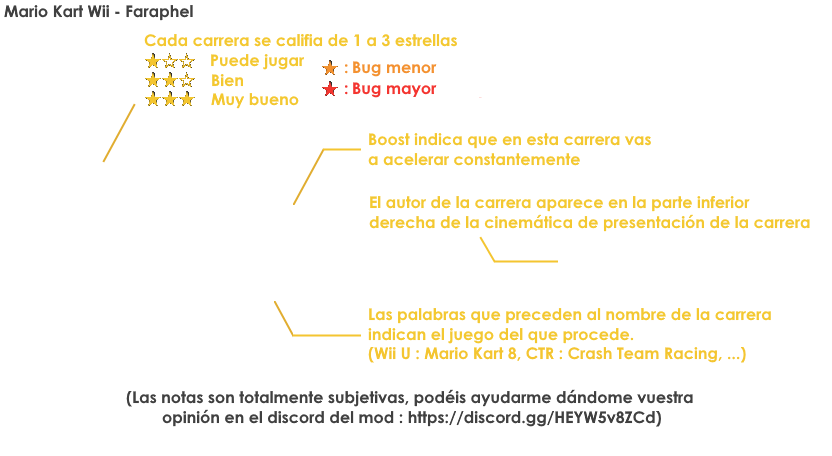 Mario Kart Wii - Faraphel
Cada carrera se califia de 1 a 3 estrellas
Puede jugar
Bien
Muy bueno
: Bug menor
: Bug mayor
Boost indica que en esta carrera vas
a acelerar constantemente
El autor de la carrera aparece en la parte inferior
derecha de la cinemática de presentación de la carrera
Las palabras que preceden al nombre de la carrera
indican el juego del que procede.
(Wii U : Mario Kart 8, CTR : Crash Team Racing, ...)
(Las notas son totalmente subjetivas, podéis ayudarme dándome vuestra
opinión en el discord del mod : https://discord.gg/HEYW5v8ZCd)